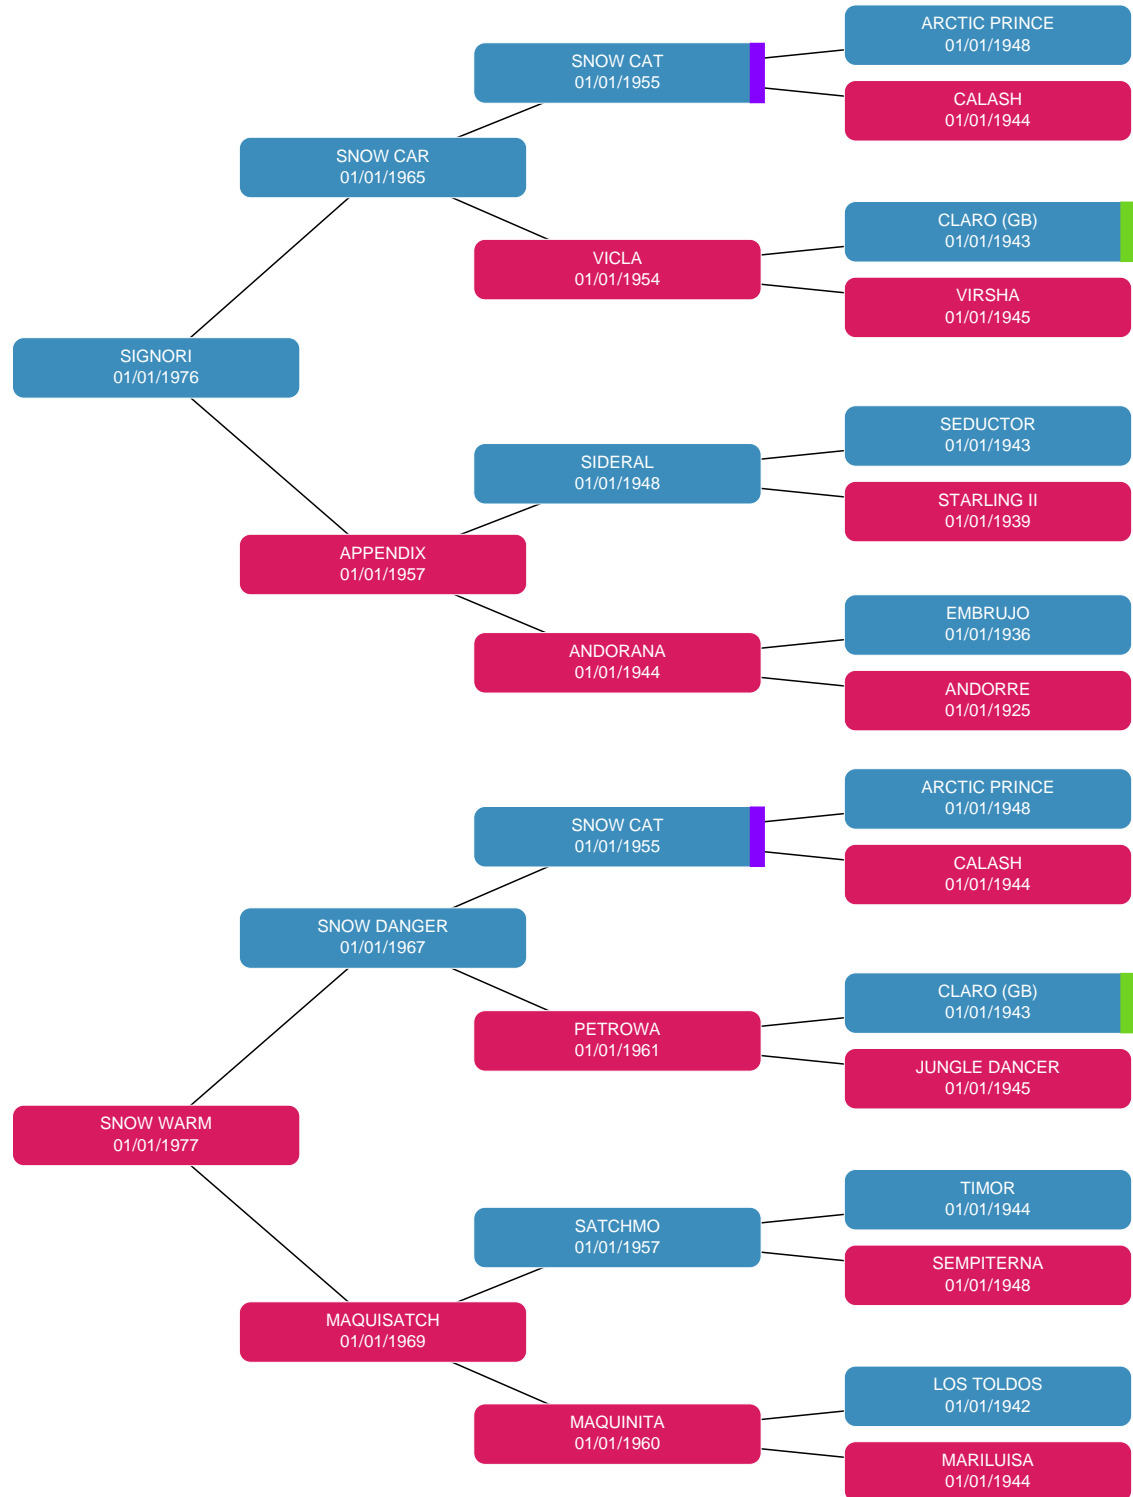 ARCTIC PRINCE
01/01/1948
SNOW CAT
01/01/1955
CALASH
01/01/1944
SNOW CAR
01/01/1965
CLARO (GB)
01/01/1943
VICLA
01/01/1954
VIRSHA
01/01/1945
SIGNORI
01/01/1976
SEDUCTOR
01/01/1943
SIDERAL
01/01/1948
STARLING II
01/01/1939
APPENDIX
01/01/1957
EMBRUJO
01/01/1936
ANDORANA
01/01/1944
ANDORRE
01/01/1925
ARCTIC PRINCE
01/01/1948
SNOW CAT
01/01/1955
CALASH
01/01/1944
SNOW DANGER
01/01/1967
CLARO (GB)
01/01/1943
PETROWA
01/01/1961
JUNGLE DANCER
01/01/1945
SNOW WARM
01/01/1977
TIMOR
01/01/1944
SATCHMO
01/01/1957
SEMPITERNA
01/01/1948
MAQUISATCH
01/01/1969
LOS TOLDOS
01/01/1942
MAQUINITA
01/01/1960
MARILUISA
01/01/1944